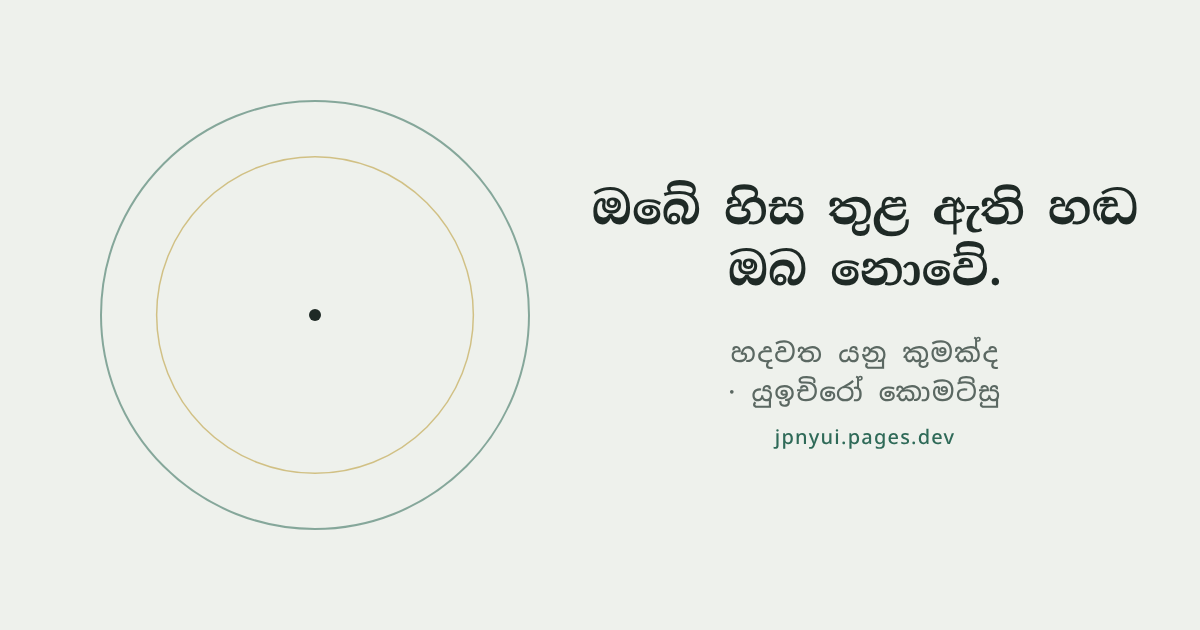 ඔබේ හිස තුළ ඇති හඬ
ඔබ නොවේ.
හදවත යනු කුමක්ද
· යුඉචිරෝ කොමට්සු
jpnyui.pages.dev